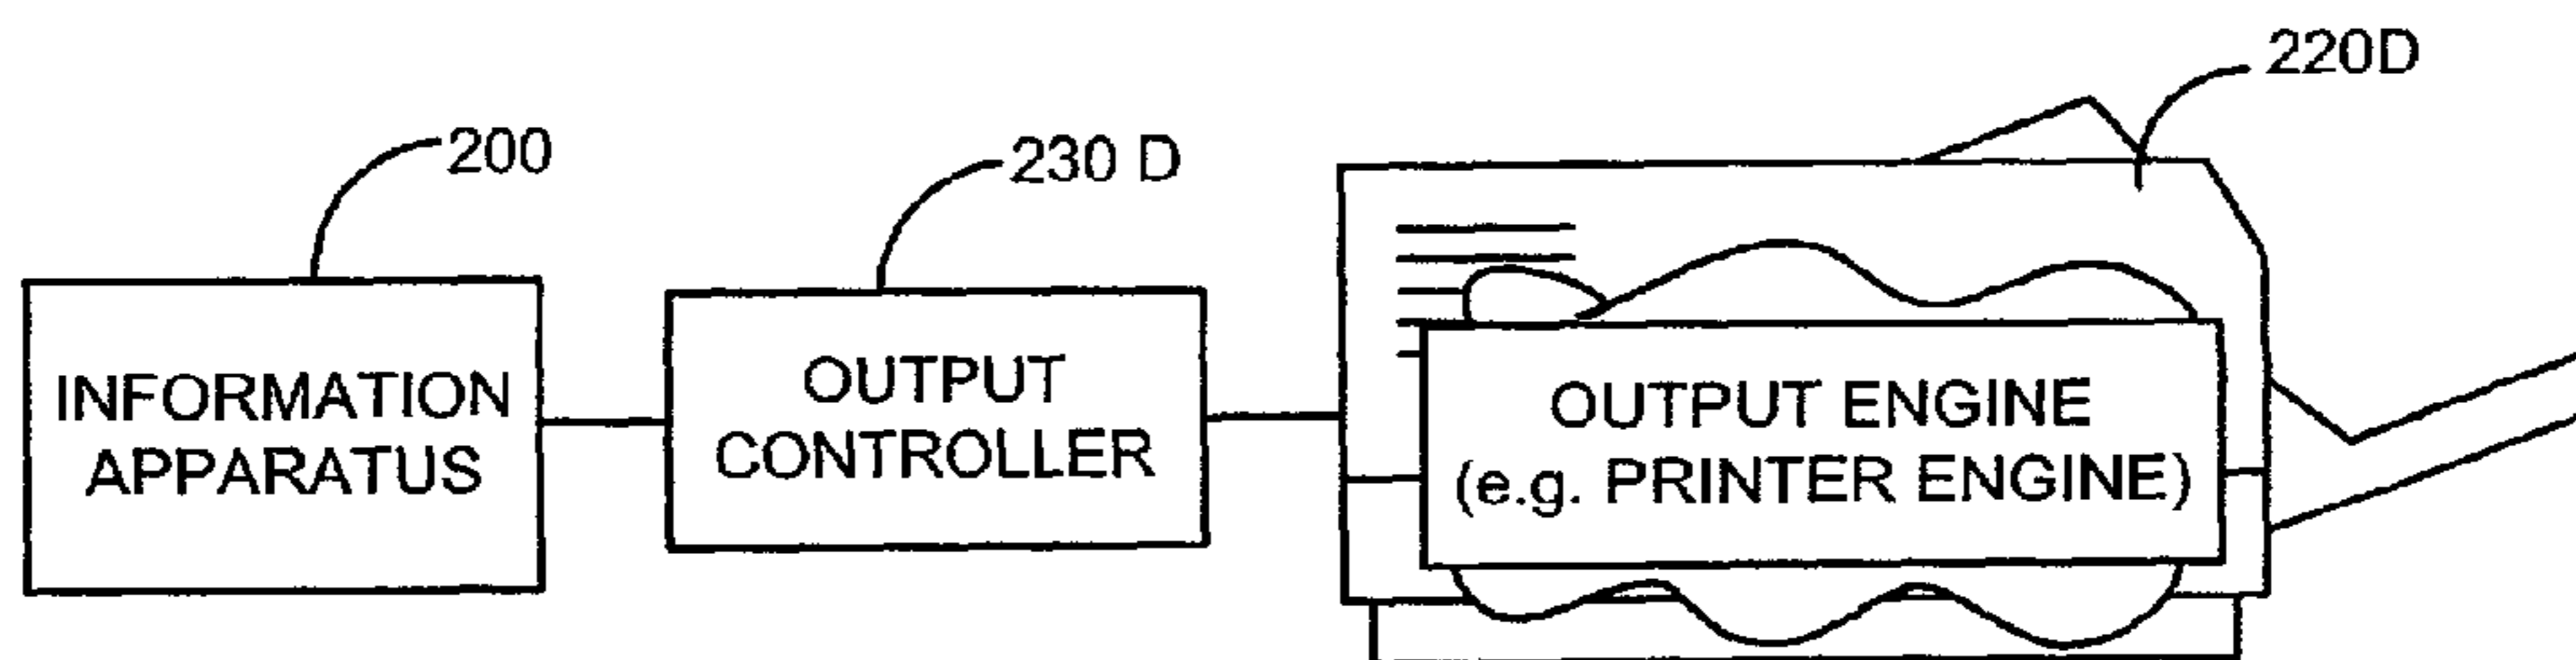 220D
200
230 D
INFORMATION
APPARATUS
OUTPUT
CONTROLLER
OUTPUT ENGINE
(e.g. PRINTER ENGINE)